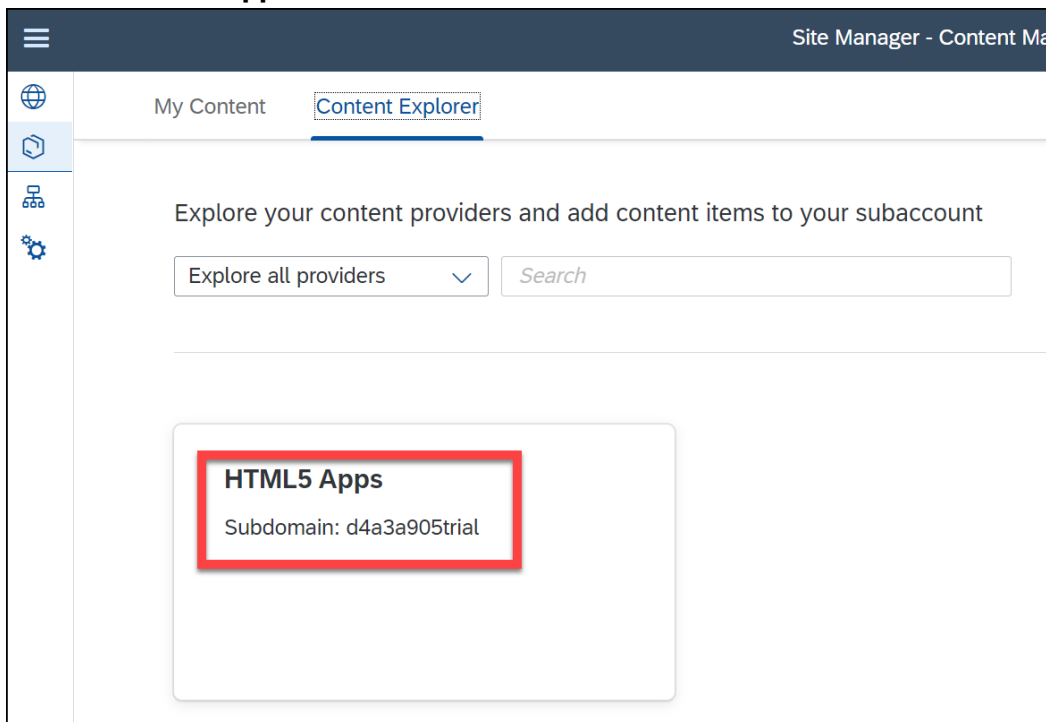 Site Manager - Content Ma
My Content
Content Explorer
Explore your content providers and add content items to your subaccount
Explore all providers
Search
HTML5 Apps
Subdomain: d4a3a905trial